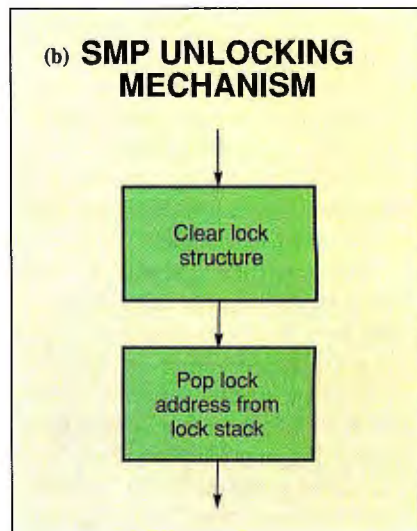 (b) SMP UNLOCKING
MECHANISM
Clear lock
structure
Pop lock
address from
lock stack